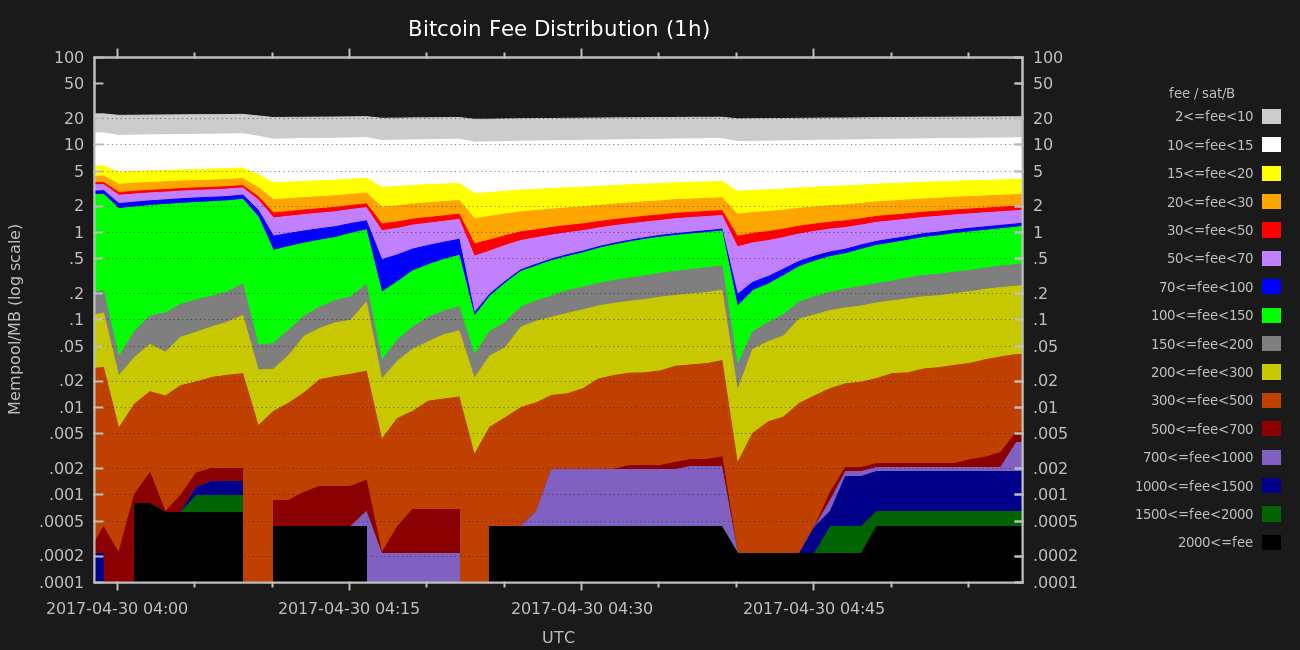 Bitcoin Fee Distribution (1h)
100
50
20
10
5
2
1
.5
.2
.1
.05
.02
.01
.005
.002
.001
.0005
.0002
.0001
Mempool/MB (log scale)
100
50
20
10
5
2
1
.5
.2
.1
.05
.02
.01
.005
.002
.001
.0005
.0002
.0001
fee / sat/B
2<=fee<10
10<=fee<15
15<=fee<20
20<=fee<30
30<=fee<50
50<=fee<70
70<=fee<100
100<=fee<150
150<=fee<200
200<=fee<300
300<=fee<500
500<=fee<700
700<=fee<1000
1000<=fee<1500
1500<=fee<2000
2000<=fee
2017-04-30 04:00 2017-04-30 04:15 2017-04-30 04:30 2017-04-30 04:45
UTC